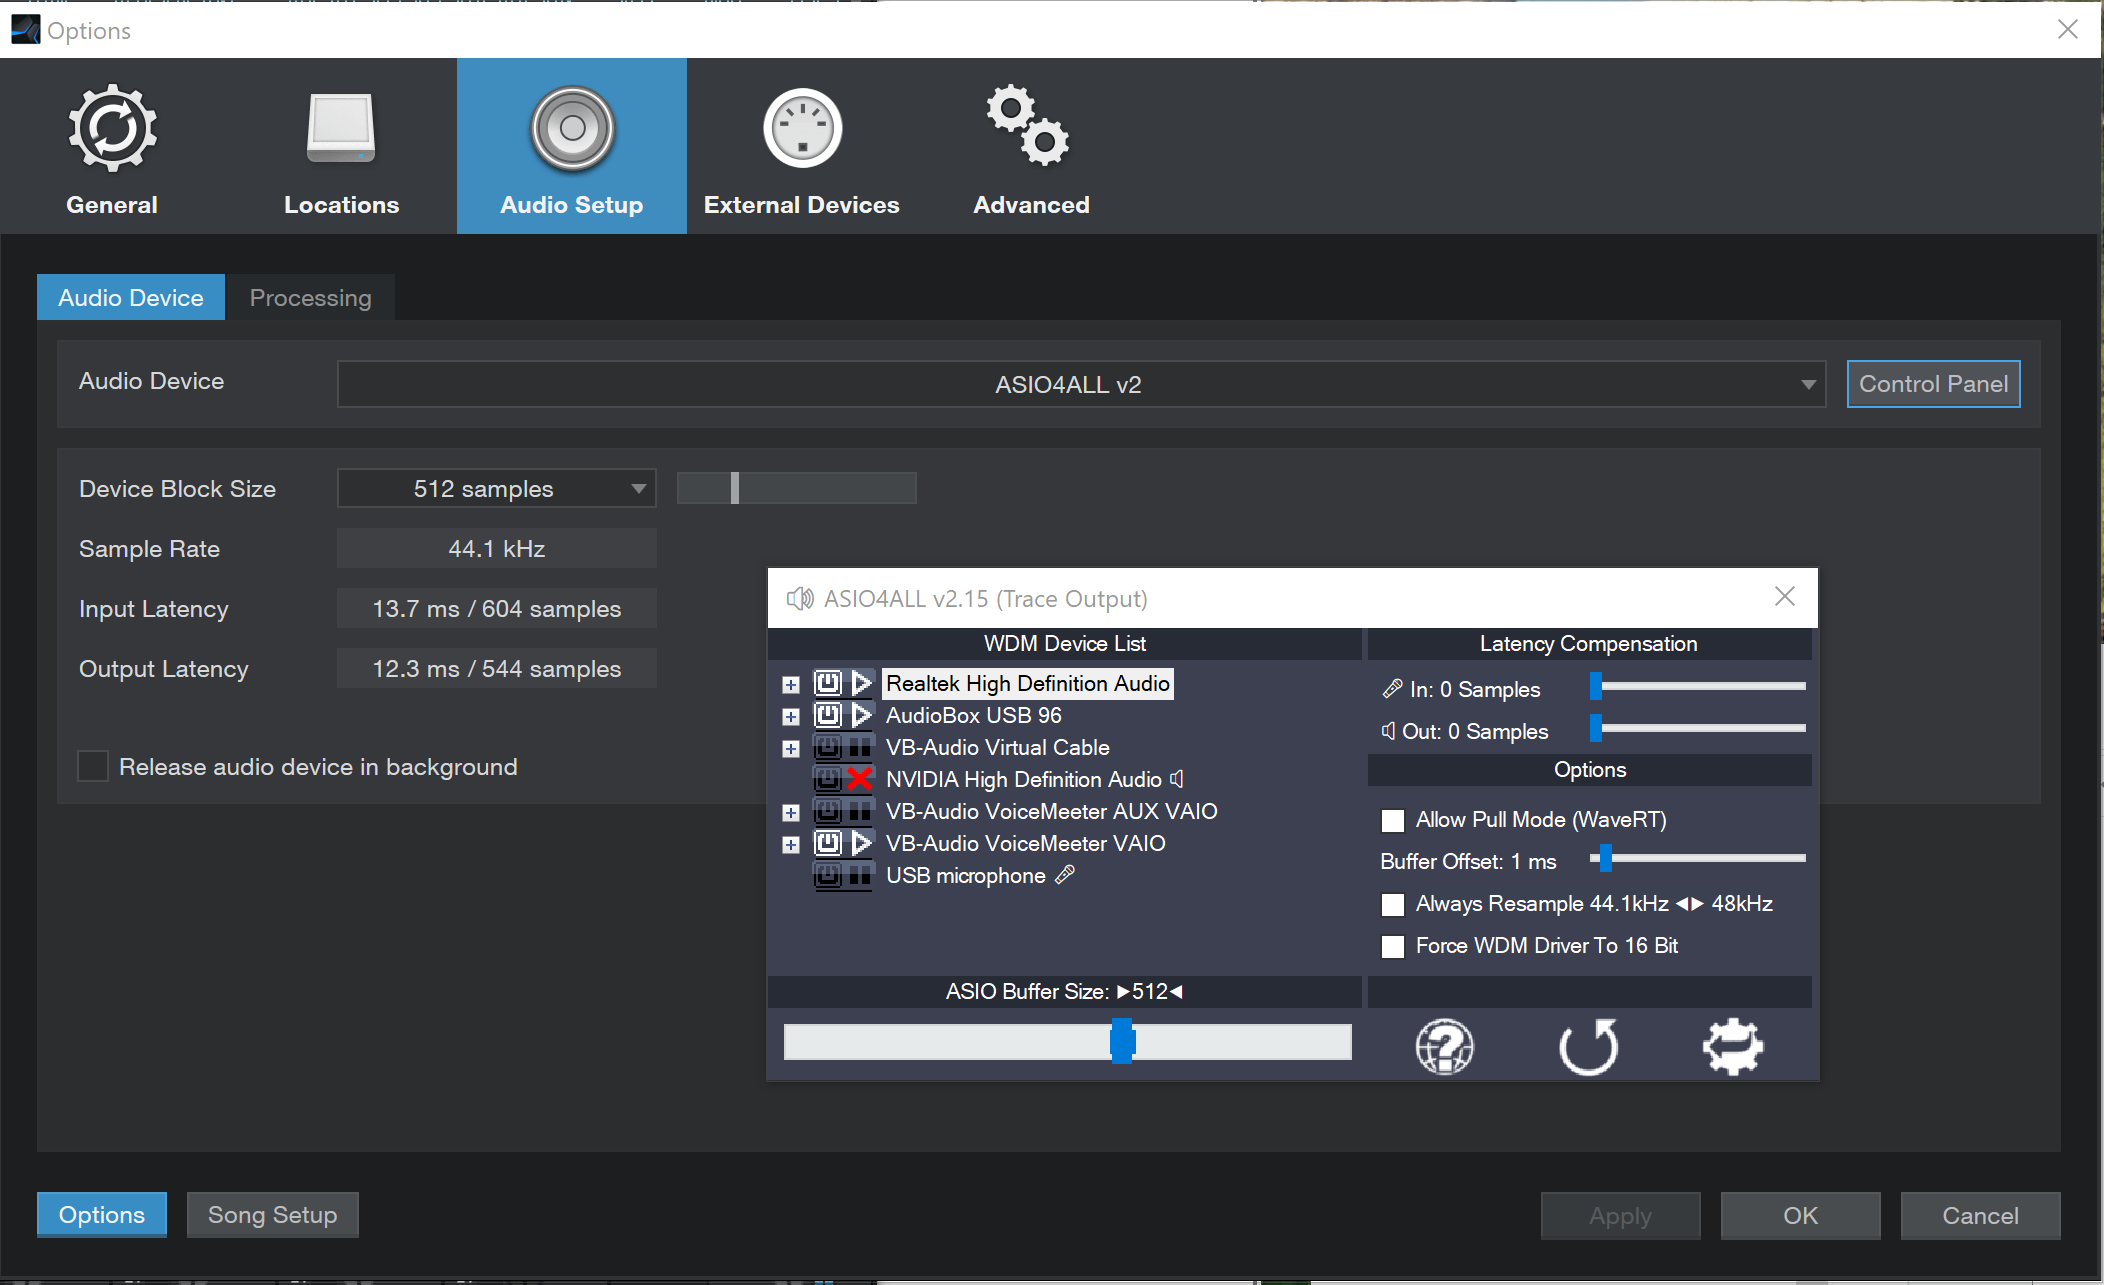 Options
General
Locations
Audio Setup
External Devices
Advanced
Audio Device
Processing
Audio Device
ASIO4ALL v2
Control Panel
Device Block Size
512 samples
Sample Rate
44.1 kHz
Input Latency
13.7 ms / 604 samples
Output Latency
12.3 ms / 544 samples
Release audio device in background
ASIO4ALL v2.15 (Trace Output)
WDM Device List
Realtek High Definition Audio
AudioBox USB 96
VB-Audio Virtual Cable
NVIDIA High Definition Audio
VB-Audio VoiceMeeter AUX VAIO
VB-Audio VoiceMeeter VAIO
USB microphone
ASIO Buffer Size: ►512◄
Latency Compensation
In: 0 Samples
Out: 0 Samples
Options
Allow Pull Mode (WaveRT)
Buffer Offset: 1 ms
Always Resample 44.1kHz ◄► 48kHz
Force WDM Driver To 16 Bit
Options
Song Setup
Apply
OK
Cancel